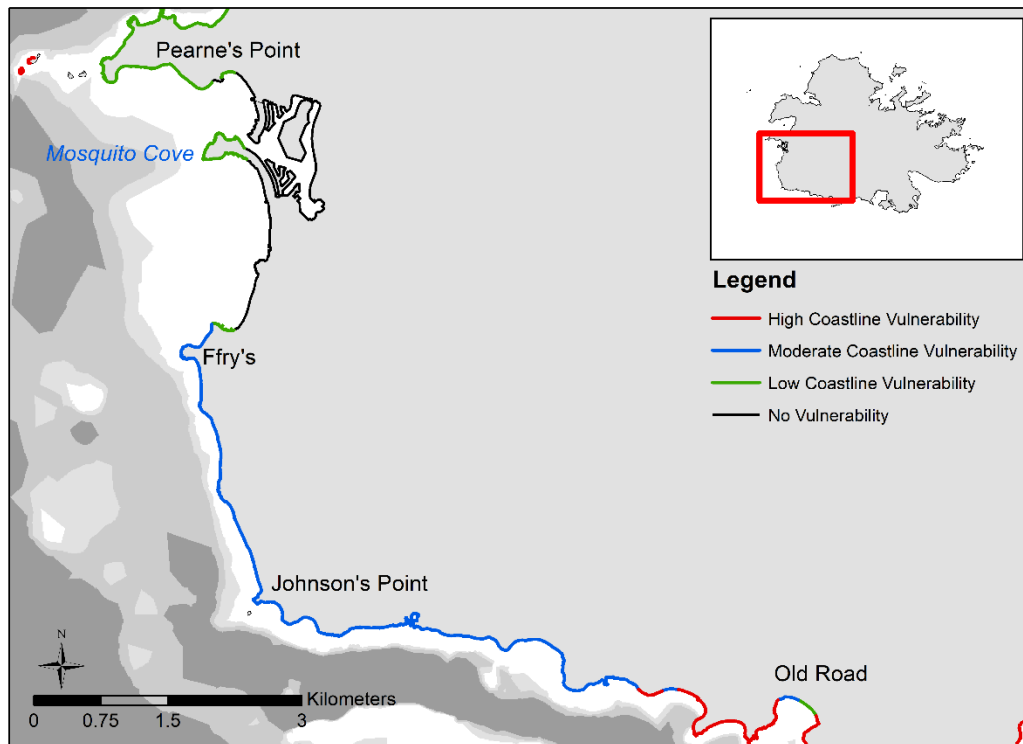 Pearne's Point
Mosquito Cove
Ffry's
Johnson's Point
Old Road
Legend
High Coastline Vulnerability
Moderate Coastline Vulnerability
Low Coastline Vulnerability
No Vulnerability
N
Kilometers
0 0.75 1.5 3